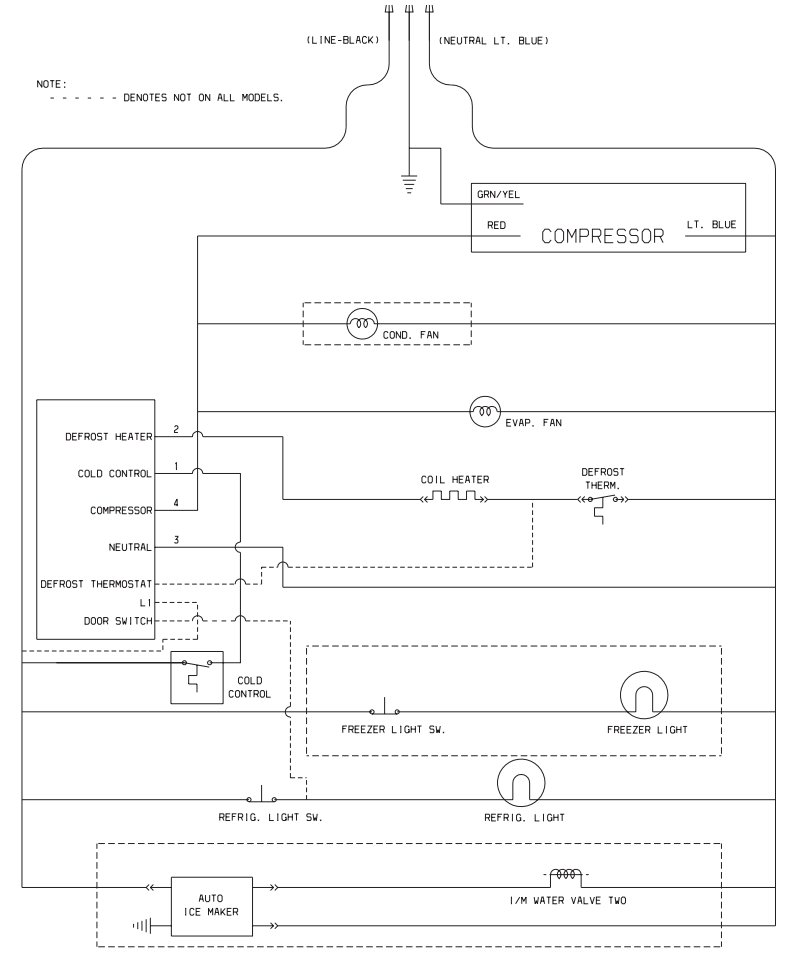 (LINE-BLACK)
(NEUTRAL LT. BLUE)
NOTE:
- - - - - - DENOTES NOT ON ALL MODELS.
GRN/YEL
RED
COMPRESSOR
LT. BLUE
COND. FAN
EVAP. FAN
DEFROST HEATER
2
COLD CONTROL
1
COMPRESSOR
4
NEUTRAL
3
DEFROST THERMOSTAT
L1
DOOR SWITCH
COIL HEATER
DEFROST
THERM.
COLD
CONTROL
FREEZER LIGHT SW.
FREEZER LIGHT
REFRIG. LIGHT SW.
REFRIG. LIGHT
AUTO
ICE MAKER
I/M WATER VALVE TWO